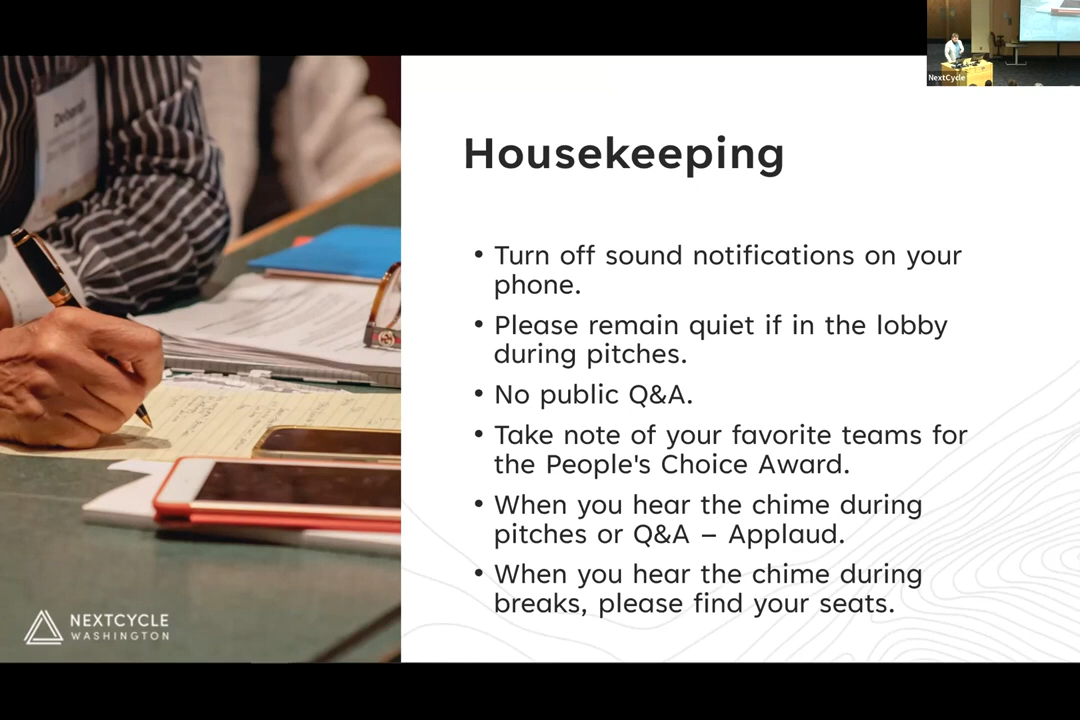 NextCycle
Housekeeping
• Turn off sound notifications on your
phone.
• Please remain quiet if in the lobby
during pitches.
• No public Q&A.
• Take note of your favorite teams for
the People's Choice Award.
• When you hear the chime during
pitches or Q&A – Applaud.
• When you hear the chime during
breaks, please find your seats.
Deborah
NEXTCYCLE
WASHINGTON